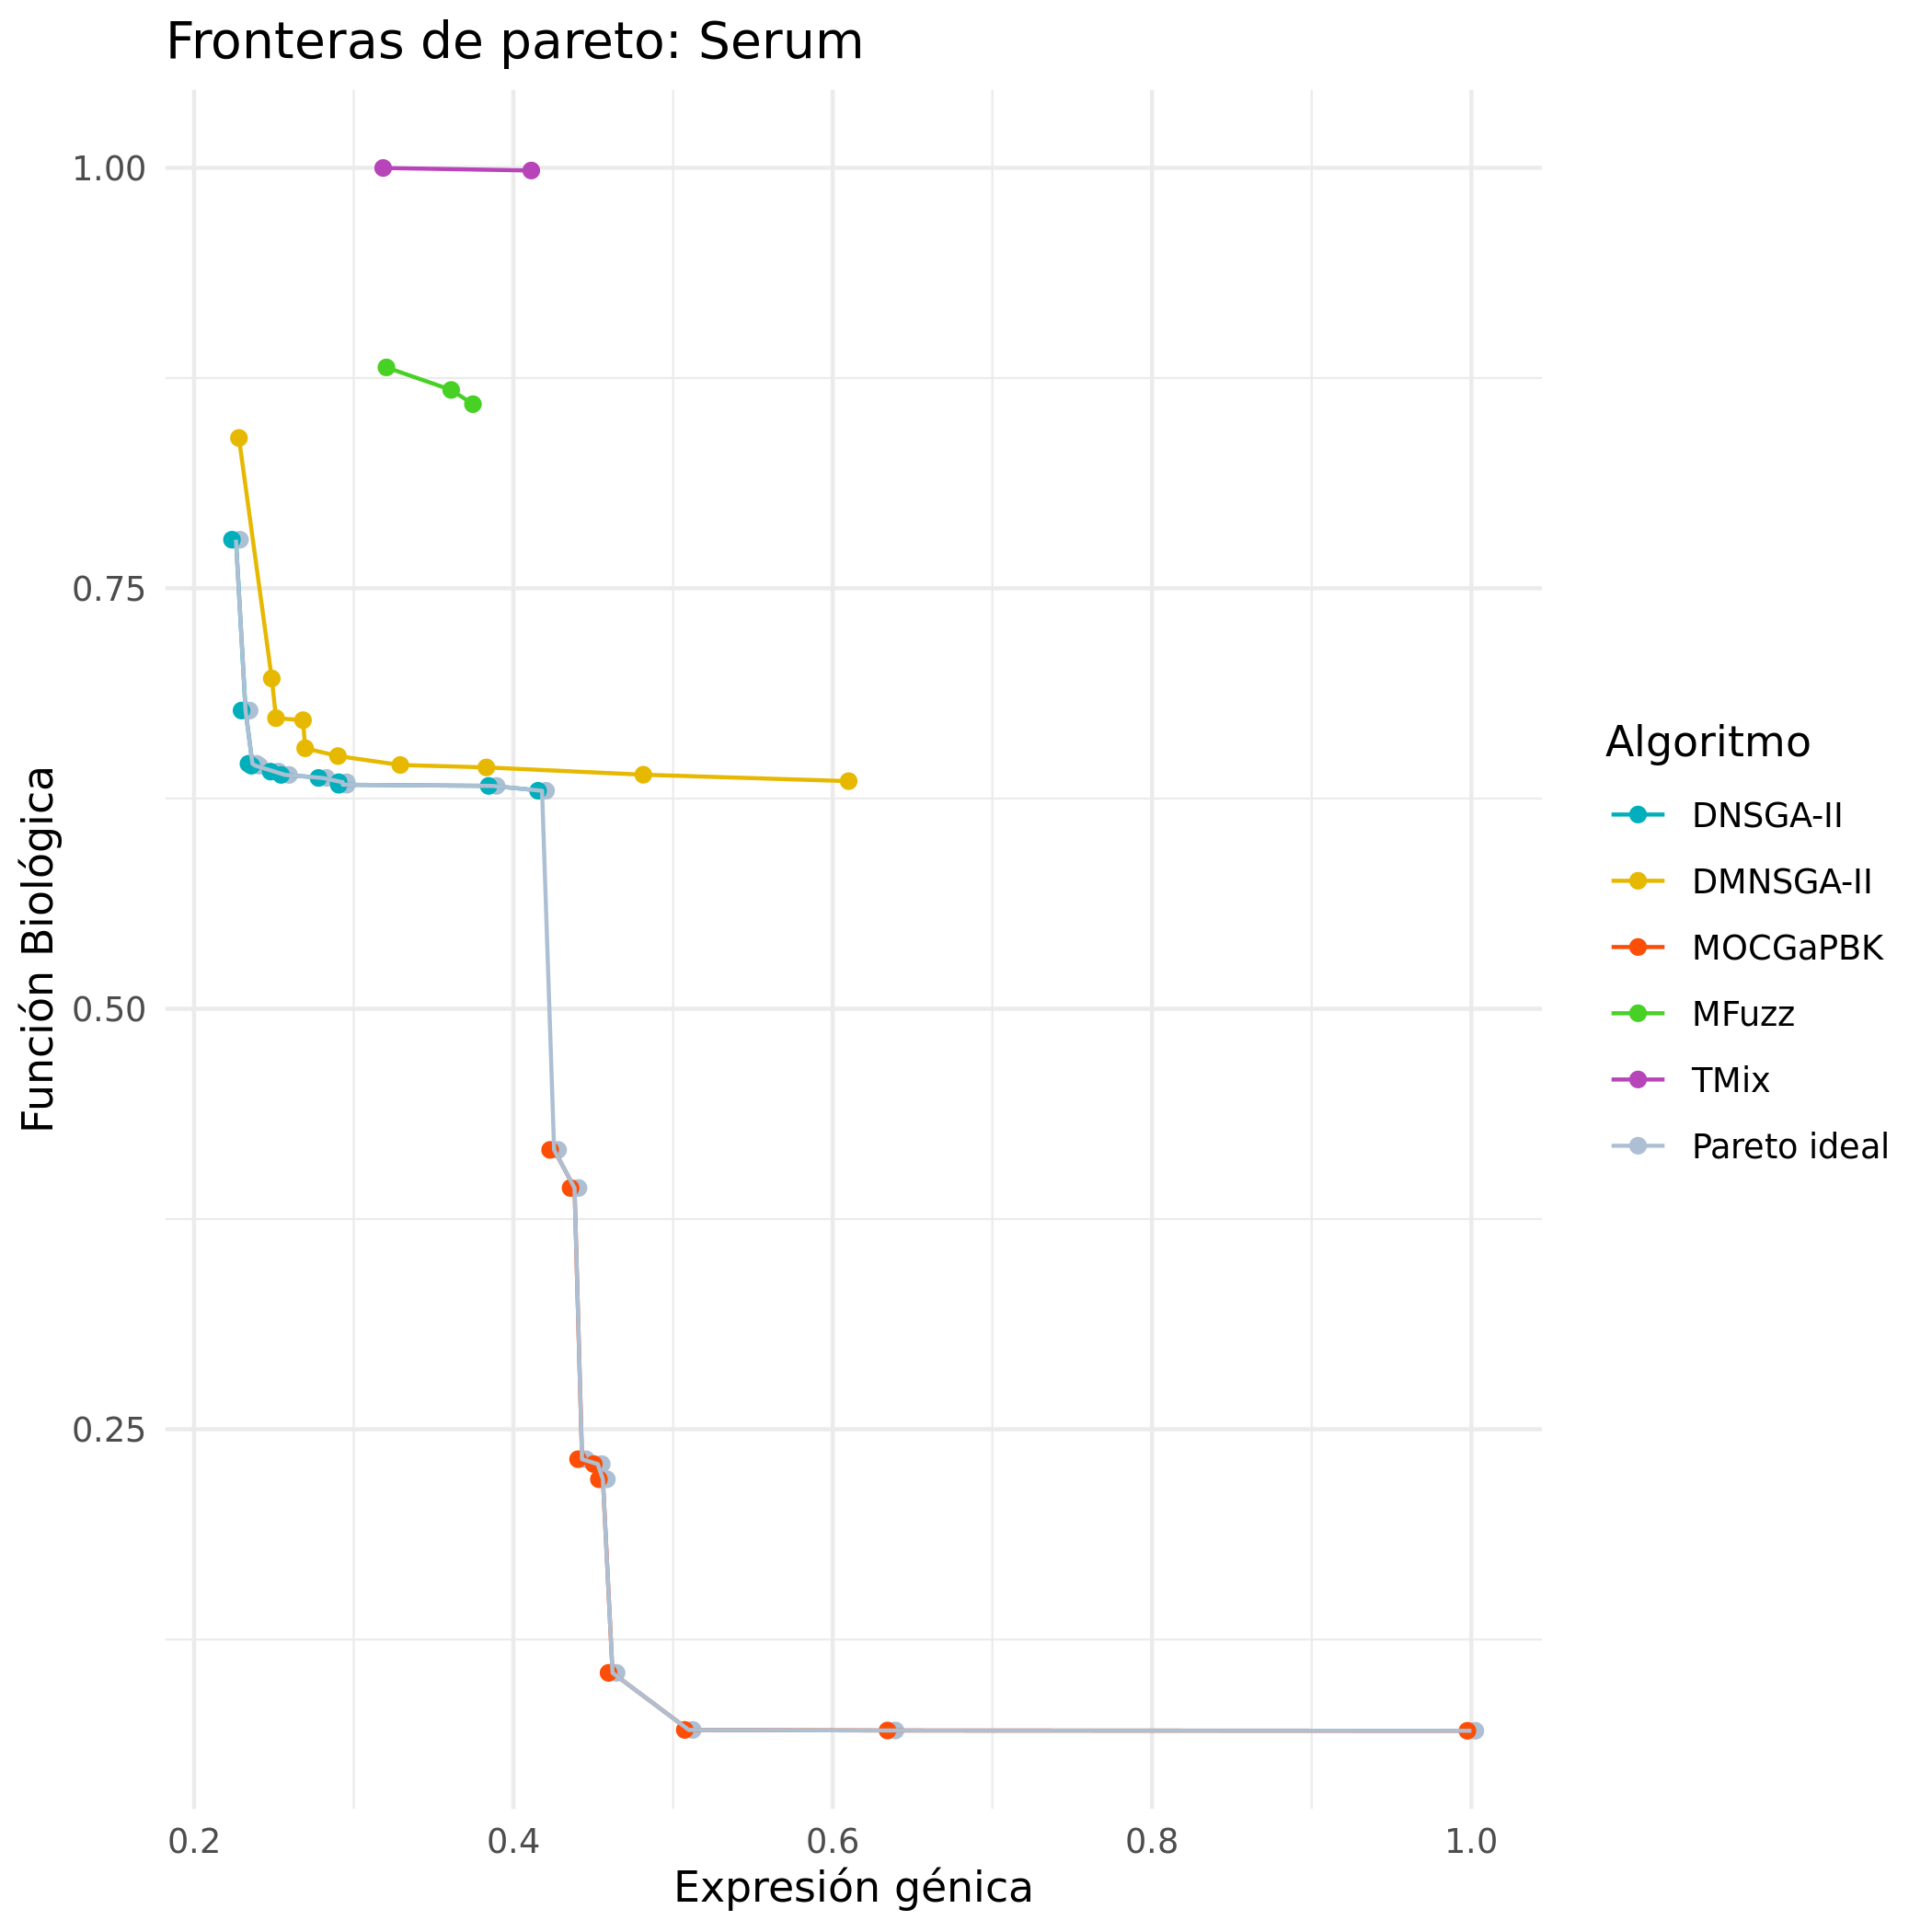 Fronteras de pareto: Serum
1.00
0.75
0.50
0.25
Función Biológica
0.2
0.4
0.6
0.8
1.0
Expresión génica
Algoritmo
DNSGA-II
DMNSGA-II
MOCGaPBK
MFuzz
TMix
Pareto ideal